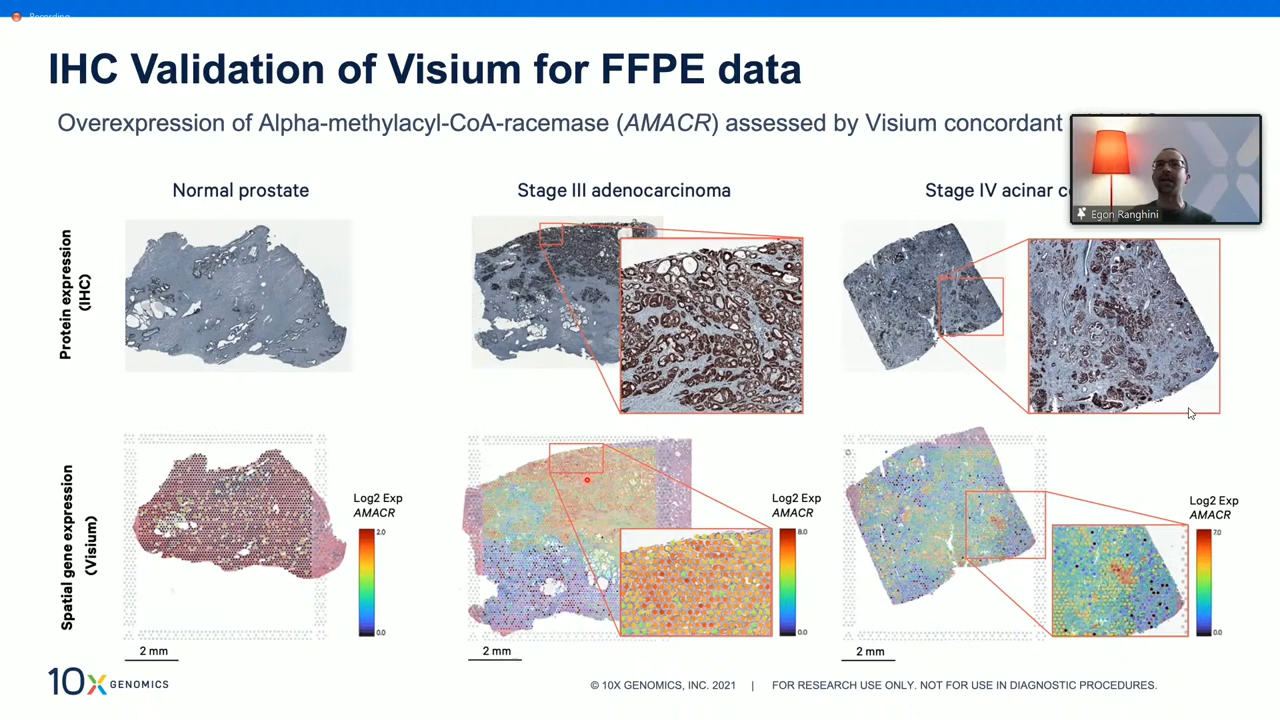 Recording
IHC Validation of Visium for FFPE data
Overexpression of Alpha-methylacyl-CoA-racemase (AMACR) assessed by Visium concordant
Egon Ranghini
Normal prostate
Stage III adenocarcinoma
Stage IV acinar
Protein expression
(IHC)
Spatial gene expression
(Visium)
Log2 Exp
AMACR
2.0
0.0
Log2 Exp
AMACR
8.0
0.0
Log2 Exp
AMACR
7.0
0.0
2 mm
2 mm
2 mm
10X GENOMICS
© 10X GENOMICS, INC. 2021 | FOR RESEARCH USE ONLY. NOT FOR USE IN DIAGNOSTIC PROCEDURES.